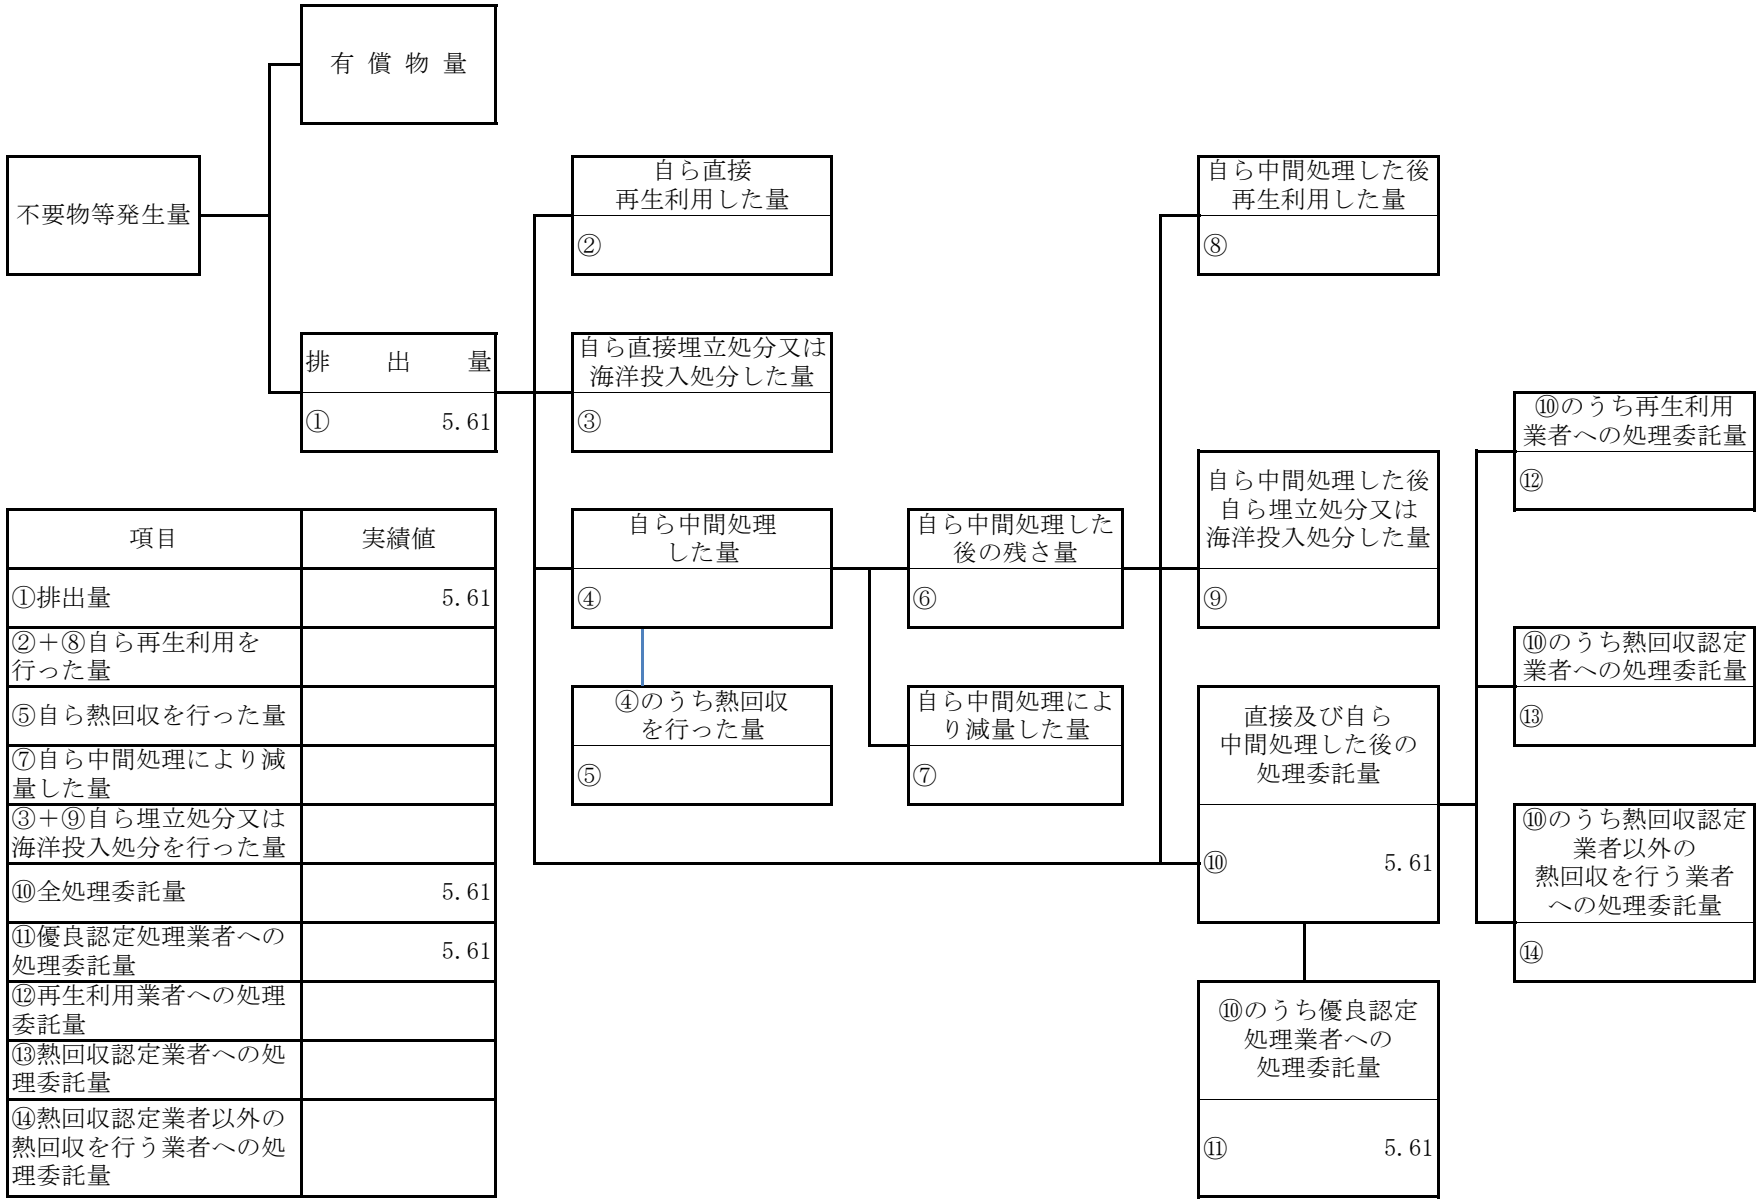 有償物量
不要物等発生量
自ら直接
再生利用した量
②
自ら中間処理した後
再生利用した量
⑧
排出量
① 5.61
自ら直接埋立処分又は
海洋投入処分した量
③
⑩のうち再生利用
業者への処理委託量
⑫
自ら中間処理した後
自ら埋立処分又は
海洋投入処分した量
⑨
自ら中間処理
した量
④
自ら中間処理した
後の残さ量
⑥
④のうち熱回収
を行った量
⑤
自ら中間処理によ
り減量した量
⑦
直接及び自ら
中間処理した後の
処理委託量
⑩ 5.61
⑩のうち熱回収認定
業者への処理委託量
⑬
⑩のうち熱回収認定
業者以外の
熱回収を行う業者
への処理委託量
⑭
⑩のうち優良認定
処理業者への
処理委託量
⑪ 5.61
項目 実績値
①排出量 5.61
②＋⑧自ら再生利用を
行った量
⑤自ら熱回収を行った量
⑦自ら中間処理により減
量した量
③＋⑨自ら埋立処分又は
海洋投入処分を行った量
⑩全処理委託量 5.61
⑪優良認定処理業者への
処理委託量 5.61
⑫再生利用業者への処理
委託量
⑬熱回収認定業者への処
理委託量
⑭熱回収認定業者以外の
熱回収を行う業者への処
理委託量